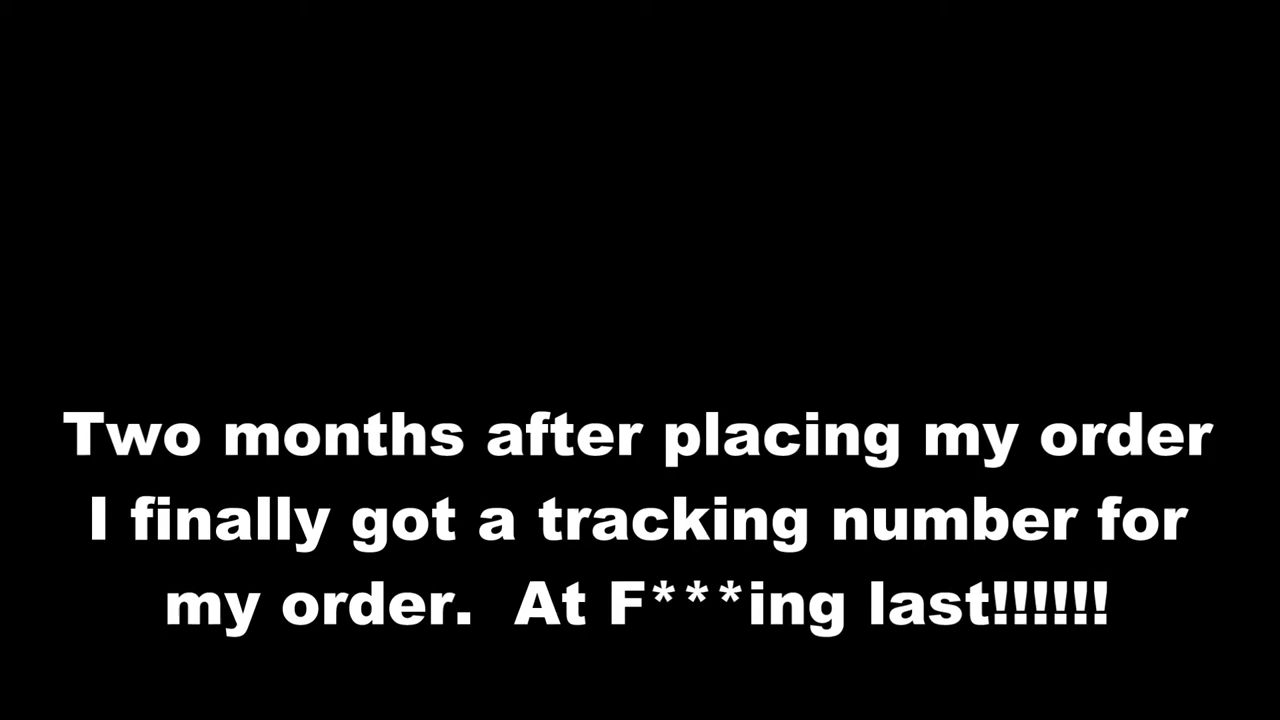 Two months after placing my order
I finally got a tracking number for
my order.  At F***ing last!!!!!!